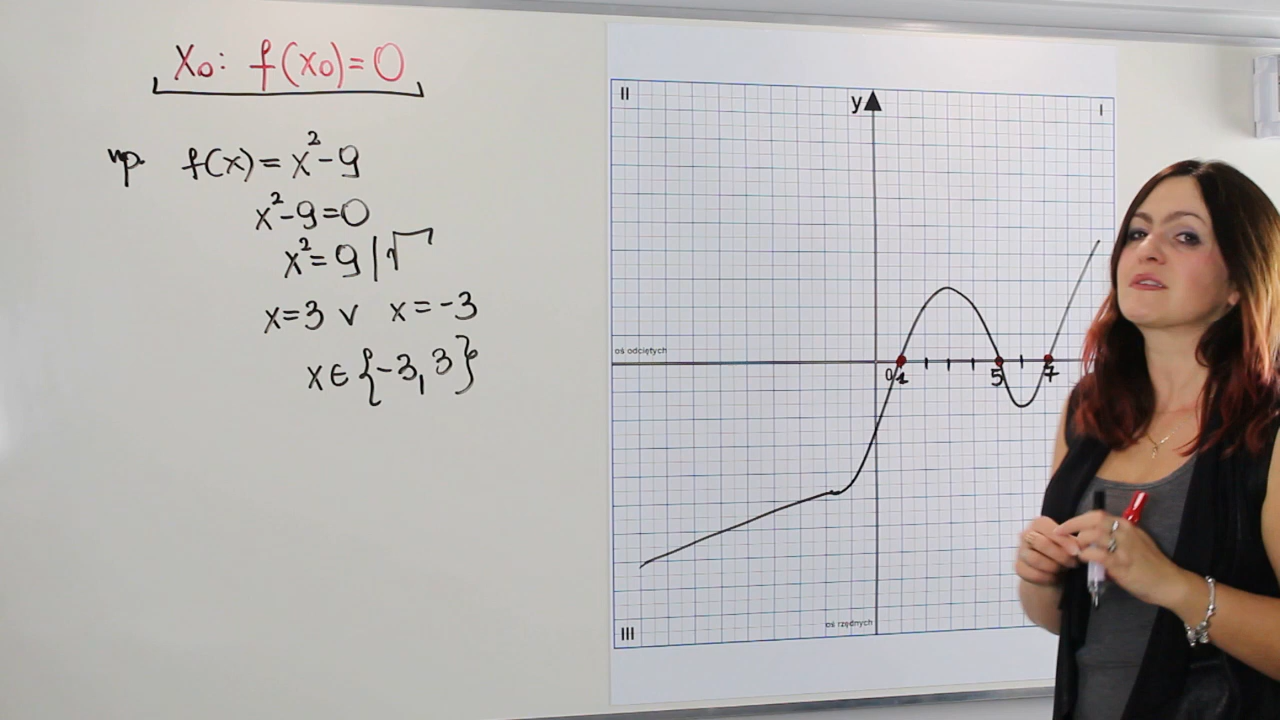 x₀: f(x₀)=0
np. f(x)=x²-9
x²-9=0
x²=9 |√
x=3 ∨ x=-3
x∈{-3,3}
II
y
I
oś odciętych
0 1 5 7
oś rzędnych
III